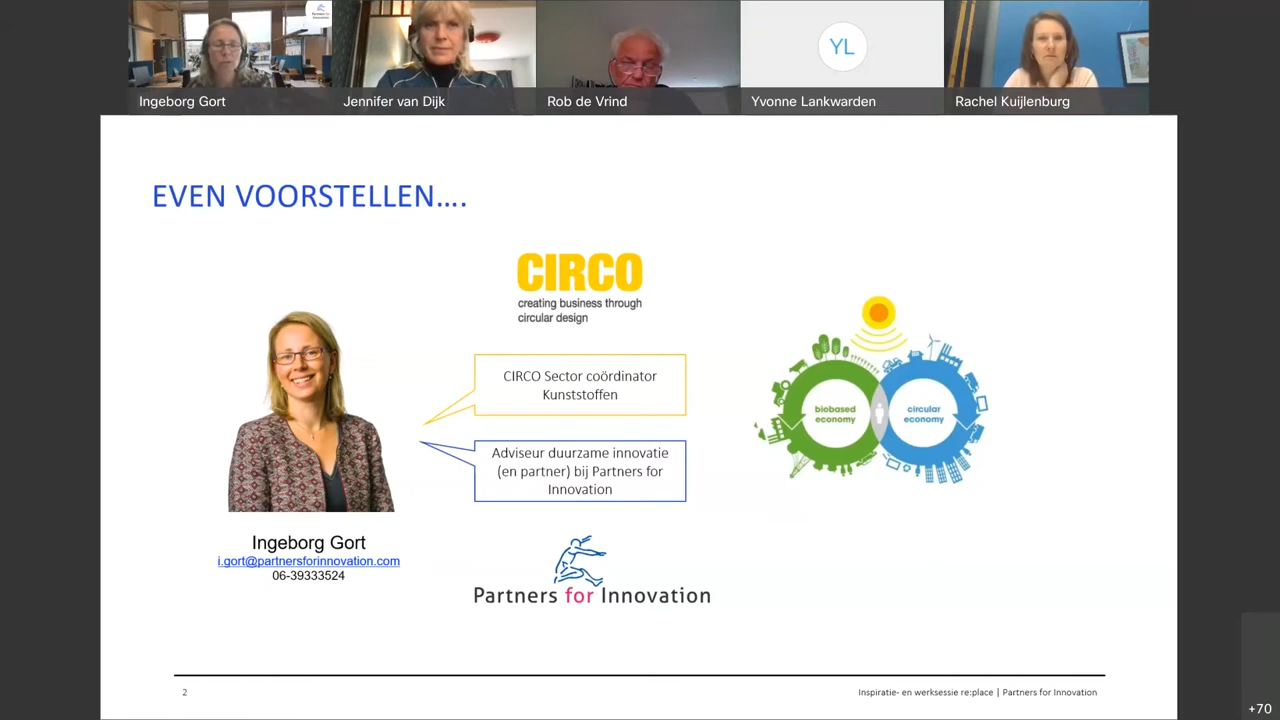 Partners for Innovation
Ingeborg Gort
Jennifer van Dijk
Rob de Vrind
YL
Yvonne Lankwarden
Rachel Kuijlenburg
EVEN VOORSTELLEN....
CIRCO
creating business through
circular design
CIRCO Sector coördinator
Kunststoffen
Adviseur duurzame innovatie
(en partner) bij Partners for
Innovation
biobased
economy
circular
economy
Ingeborg Gort
i.gort@partnersforinnovation.com
06-39333524
Partners for Innovation
2
Inspiratie- en werksessie re:place | Partners for Innovation
+70